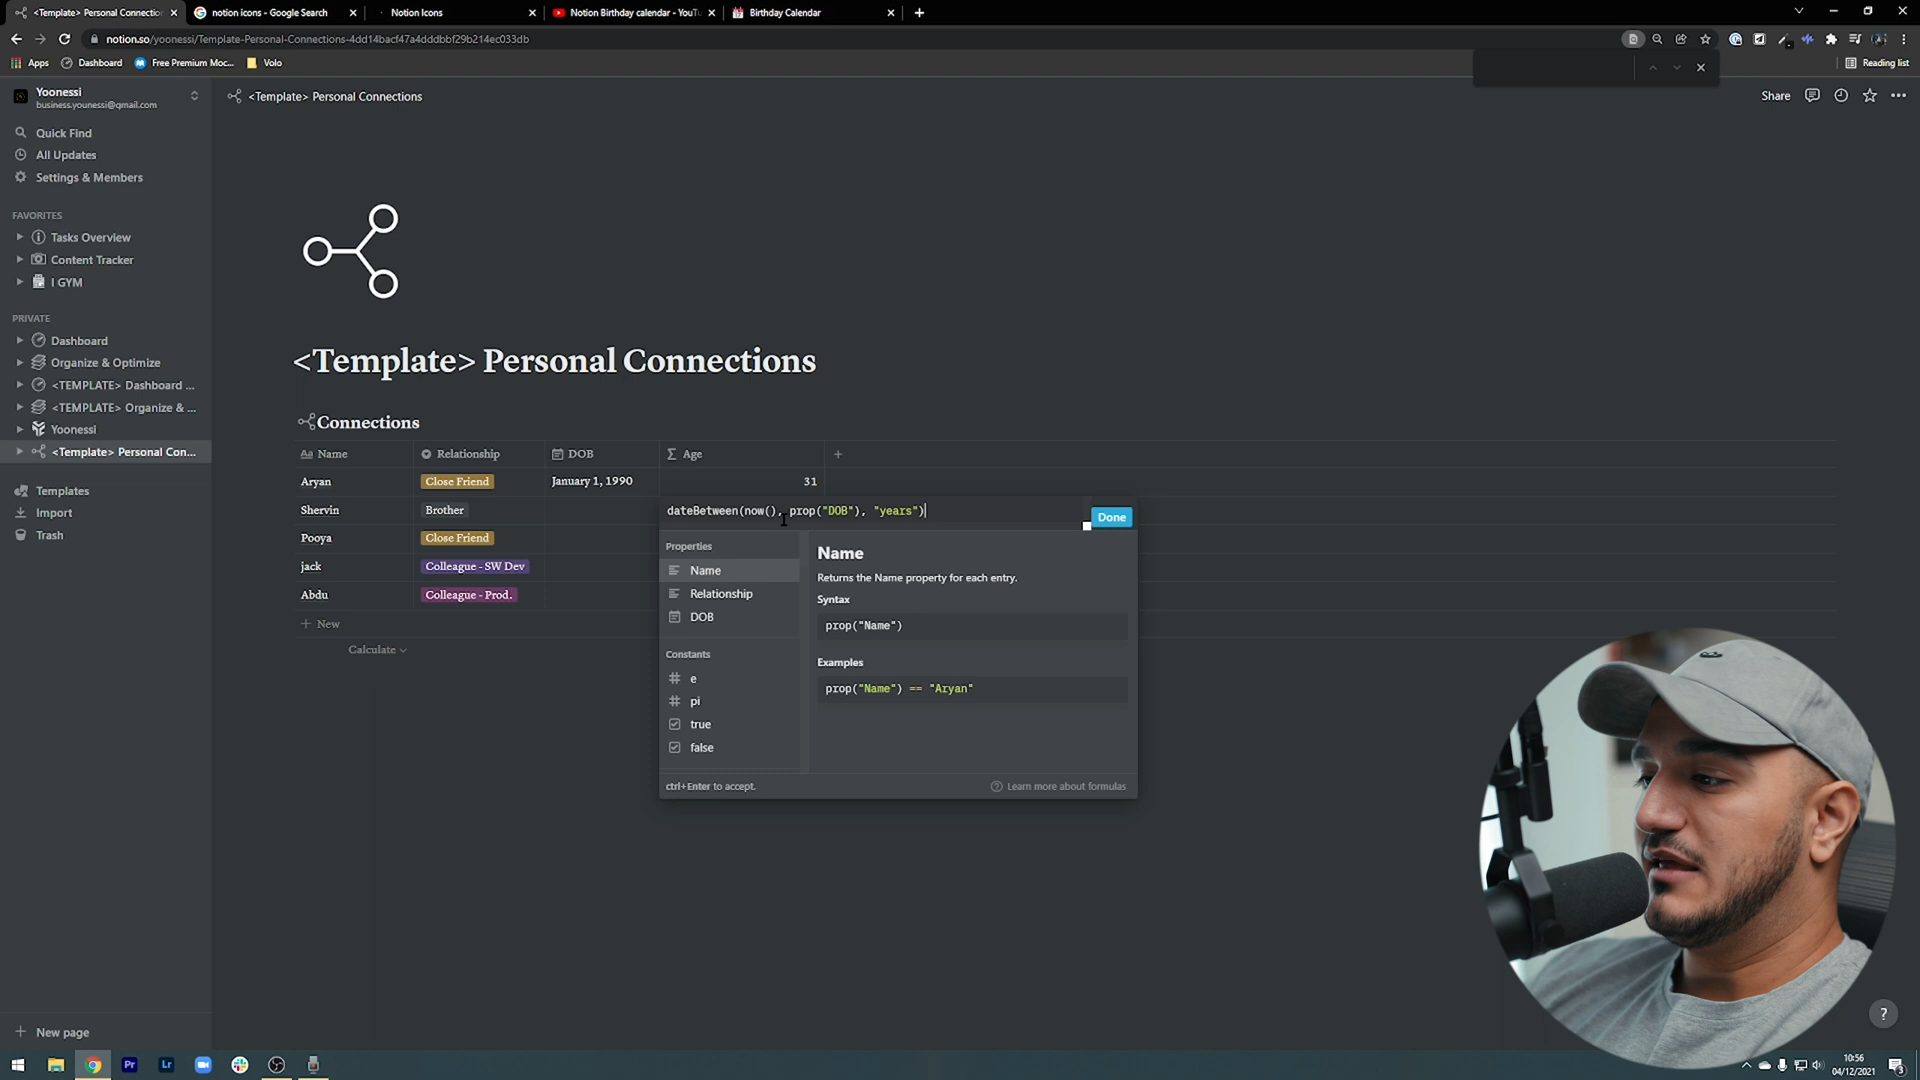 <Template> Personal Connection
notion icons - Google Search
Notion Icons
Notion Birthday calendar - YouTu
Birthday Calendar
notion.so/yoonessi/Template-Personal-Connections-4dd14bacf47a4dddbbf29b214ec033db
Apps
Dashboard
Free Premium Moc...
Volo
Reading list
Yoonessi
business.younessi@gmail.com
<Template> Personal Connections
Share
Quick Find
All Updates
Settings & Members
FAVORITES
Tasks Overview
Content Tracker
I GYM
PRIVATE
Dashboard
Organize & Optimize
<TEMPLATE> Dashboard ...
<TEMPLATE> Organize & ...
Yoonessi
<Template> Personal Con...
Templates
Import
Trash
New page
<Template> Personal Connections
Connections
Aa Name
Relationship
DOB
Σ Age
+
Aryan
Close Friend
January 1, 1990
31
Shervin
Brother
Pooya
Close Friend
jack
Colleague - SW Dev
Abdu
Colleague - Prod.
+ New
Calculate
dateBetween(now(), prop("DOB"), "years")
Done
Properties
Name
Relationship
DOB
Constants
e
pi
true
false
Name
Returns the Name property for each entry.
Syntax
prop("Name")
Examples
prop("Name") == "Aryan"
ctrl+Enter to accept.
Learn more about formulas
?
Pr
Lr
10:56
04/12/2021
3